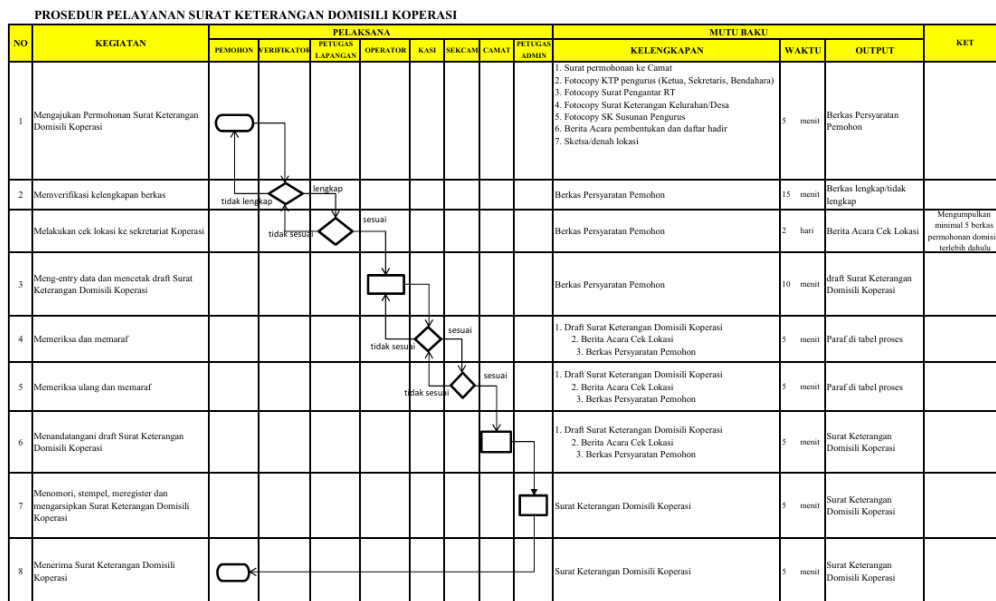 PROSEDUR PELAYANAN SURAT KETERANGAN DOMISILI KOPERASI
NO
KEGIATAN
PELAKSANA
MUTU BAKU
KET
PEMOHON
VERIFIKATOR
PETUGAS
LAPANGAN
OPERATOR
KASI
SEKCAM
CAMAT
PETUGAS
ADMIN
KELENGKAPAN
WAKTU
OUTPUT
1
Mengajukan Permohonan Surat Keterangan
Domisili Koperasi
1. Surat permohonan ke Camat
2. Fotocopy KTP pengurus (Ketua, Sekretaris, Bendahara)
3. Fotocopy Surat Pengantar RT
4. Fotocopy Surat Keterangan Kelurahan/Desa
5. Fotocopy SK Susunan Pengurus
6. Berita Acara pembentukan dan daftar hadir
7. Sketsa/denah lokasi
5 menit
Berkas Persyaratan
Pemohon
2
Memverifikasi kelengkapan berkas
tidak lengkap
lengkap
Berkas Persyaratan Pemohon
15 menit
Berkas lengkap/tidak
lengkap
Melakukan cek lokasi ke sekretariat Koperasi
tidak sesuai
sesuai
Berkas Persyaratan Pemohon
2 hari
Berita Acara Cek Lokasi
Mengumpulkan
minimal 5 berkas
permohonan domisi
terlebih dahulu
3
Meng-entry data dan mencetak draft Surat
Keterangan Domisili Koperasi
Berkas Persyaratan Pemohon
10 menit
draft Surat Keterangan
Domisili Koperasi
4
Memeriksa dan memaraf
tidak sesuai
sesuai
1. Draft Surat Keterangan Domisili Koperasi
2. Berita Acara Cek Lokasi
3. Berkas Persyaratan Pemohon
5 menit
Paraf di tabel proses
5
Memeriksa ulang dan memaraf
tidak sesuai
sesuai
1. Draft Surat Keterangan Domisili Koperasi
2. Berita Acara Cek Lokasi
3. Berkas Persyaratan Pemohon
5 menit
Paraf di tabel proses
6
Menandatangani draft Surat Keterangan
Domisili Koperasi
1. Draft Surat Keterangan Domisili Koperasi
2. Berita Acara Cek Lokasi
3. Berkas Persyaratan Pemohon
5 menit
Surat Keterangan
Domisili Koperasi
7
Menomori, stempel, meregister dan
mengarsipkan Surat Keterangan Domisili
Koperasi
Surat Keterangan Domisili Koperasi
5 menit
Surat Keterangan
Domisili Koperasi
8
Menerima Surat Keterangan Domisili
Koperasi
Surat Keterangan Domisili Koperasi
5 menit
Surat Keterangan
Domisili Koperasi